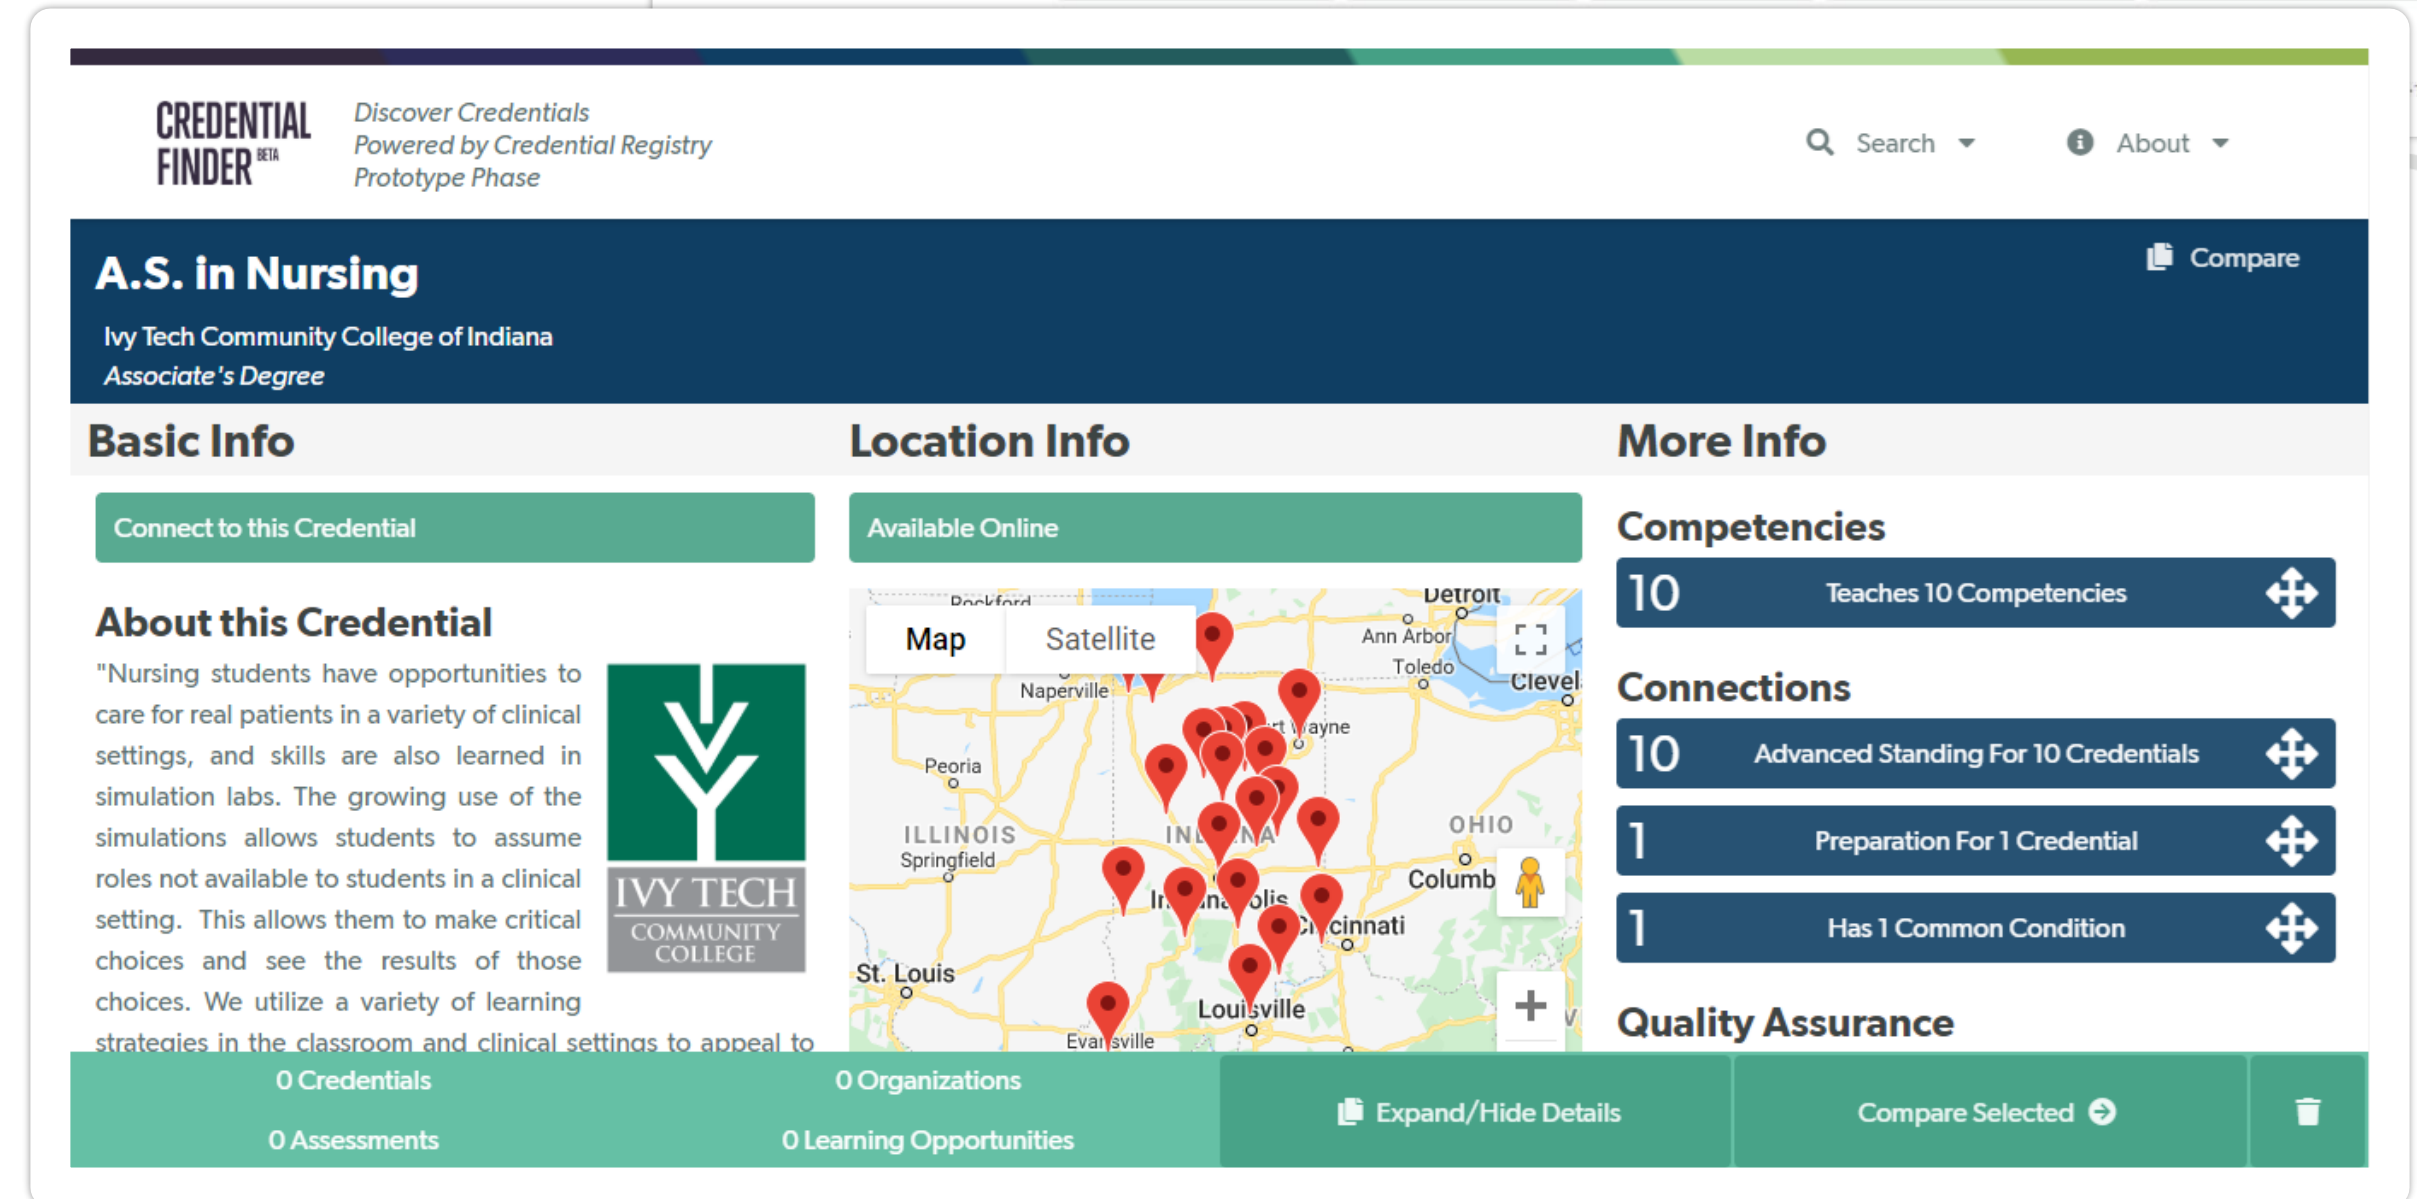 CREDENTIAL
FINDER BETA
Discover Credentials
Powered by Credential Registry
Prototype Phase
Search
About
A.S. in Nursing
Ivy Tech Community College of Indiana
Associate's Degree
Compare
Basic Info
Connect to this Credential
About this Credential
"Nursing students have opportunities to
care for real patients in a variety of clinical
settings, and skills are also learned in
simulation labs. The growing use of the
simulations allows students to assume
roles not available to students in a clinical
setting. This allows them to make critical
choices and see the results of those
choices. We utilize a variety of learning
strategies in the classroom and clinical settings to appeal to
IVY TECH
COMMUNITY
COLLEGE
Location Info
Available Online
Map
Satellite
Rockford
Detroit
Ann Arbor
Toledo
Clevel
Naperville
Peoria
ILLINOIS
OHIO
Springfield
Columb
St. Louis
Louisville
Evansville
More Info
Competencies
10 Teaches 10 Competencies
Connections
10 Advanced Standing For 10 Credentials
1 Preparation For 1 Credential
1 Has 1 Common Condition
Quality Assurance
0 Credentials
0 Organizations
0 Assessments
0 Learning Opportunities
Expand/Hide Details
Compare Selected